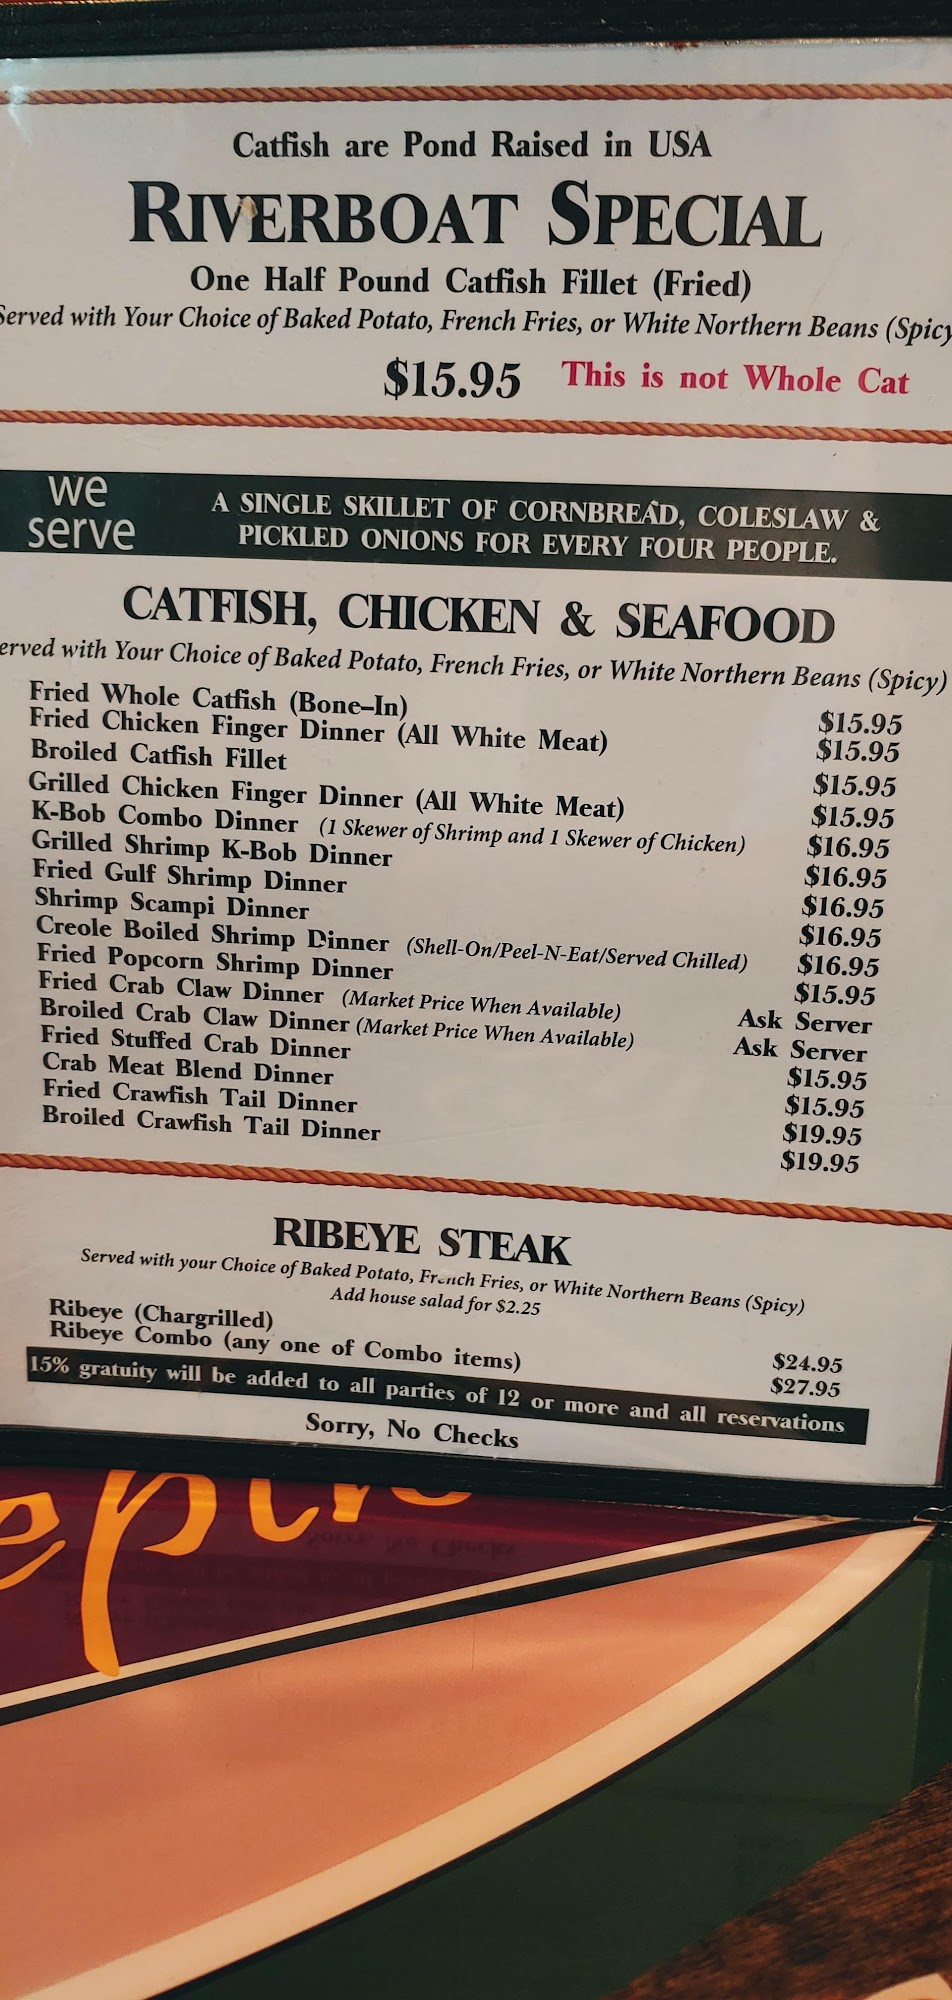 Catfish are Pond Raised in USA
RIVERBOAT SPECIAL
One Half Pound Catfish Fillet (Fried)
Served with Your Choice of Baked Potato, French Fries, or White Northern Beans (Spicy
$15.95 This is not Whole Cat
we serve
A SINGLE SKILLET OF CORNBREAD, COLESLAW &
PICKLED ONIONS FOR EVERY FOUR PEOPLE.
CATFISH, CHICKEN & SEAFOOD
erved with Your Choice of Baked Potato, French Fries, or White Northern Beans (Spicy)
Fried Whole Catfish (Bone-In) $15.95
Fried Chicken Finger Dinner (All White Meat) $15.95
Broiled Catfish Fillet $15.95
Grilled Chicken Finger Dinner (All White Meat) $15.95
K-Bob Combo Dinner (1 Skewer of Shrimp and 1 Skewer of Chicken) $16.95
Grilled Shrimp K-Bob Dinner $16.95
Fried Gulf Shrimp Dinner $16.95
Shrimp Scampi Dinner $16.95
Creole Boiled Shrimp Dinner (Shell-On/Peel-N-Eat/Served Chilled) $16.95
Fried Popcorn Shrimp Dinner $15.95
Fried Crab Claw Dinner (Market Price When Available) Ask Server
Broiled Crab Claw Dinner (Market Price When Available) Ask Server
Fried Stuffed Crab Dinner $15.95
Crab Meat Blend Dinner $15.95
Fried Crawfish Tail Dinner $19.95
Broiled Crawfish Tail Dinner $19.95
RIBEYE STEAK
Served with your Choice of Baked Potato, French Fries, or White Northern Beans (Spicy)
Add house salad for $2.25
Ribeye (Chargrilled) $24.95
Ribeye Combo (any one of Combo items) $27.95
15% gratuity will be added to all parties of 12 or more and all reservations
Sorry, No Checks